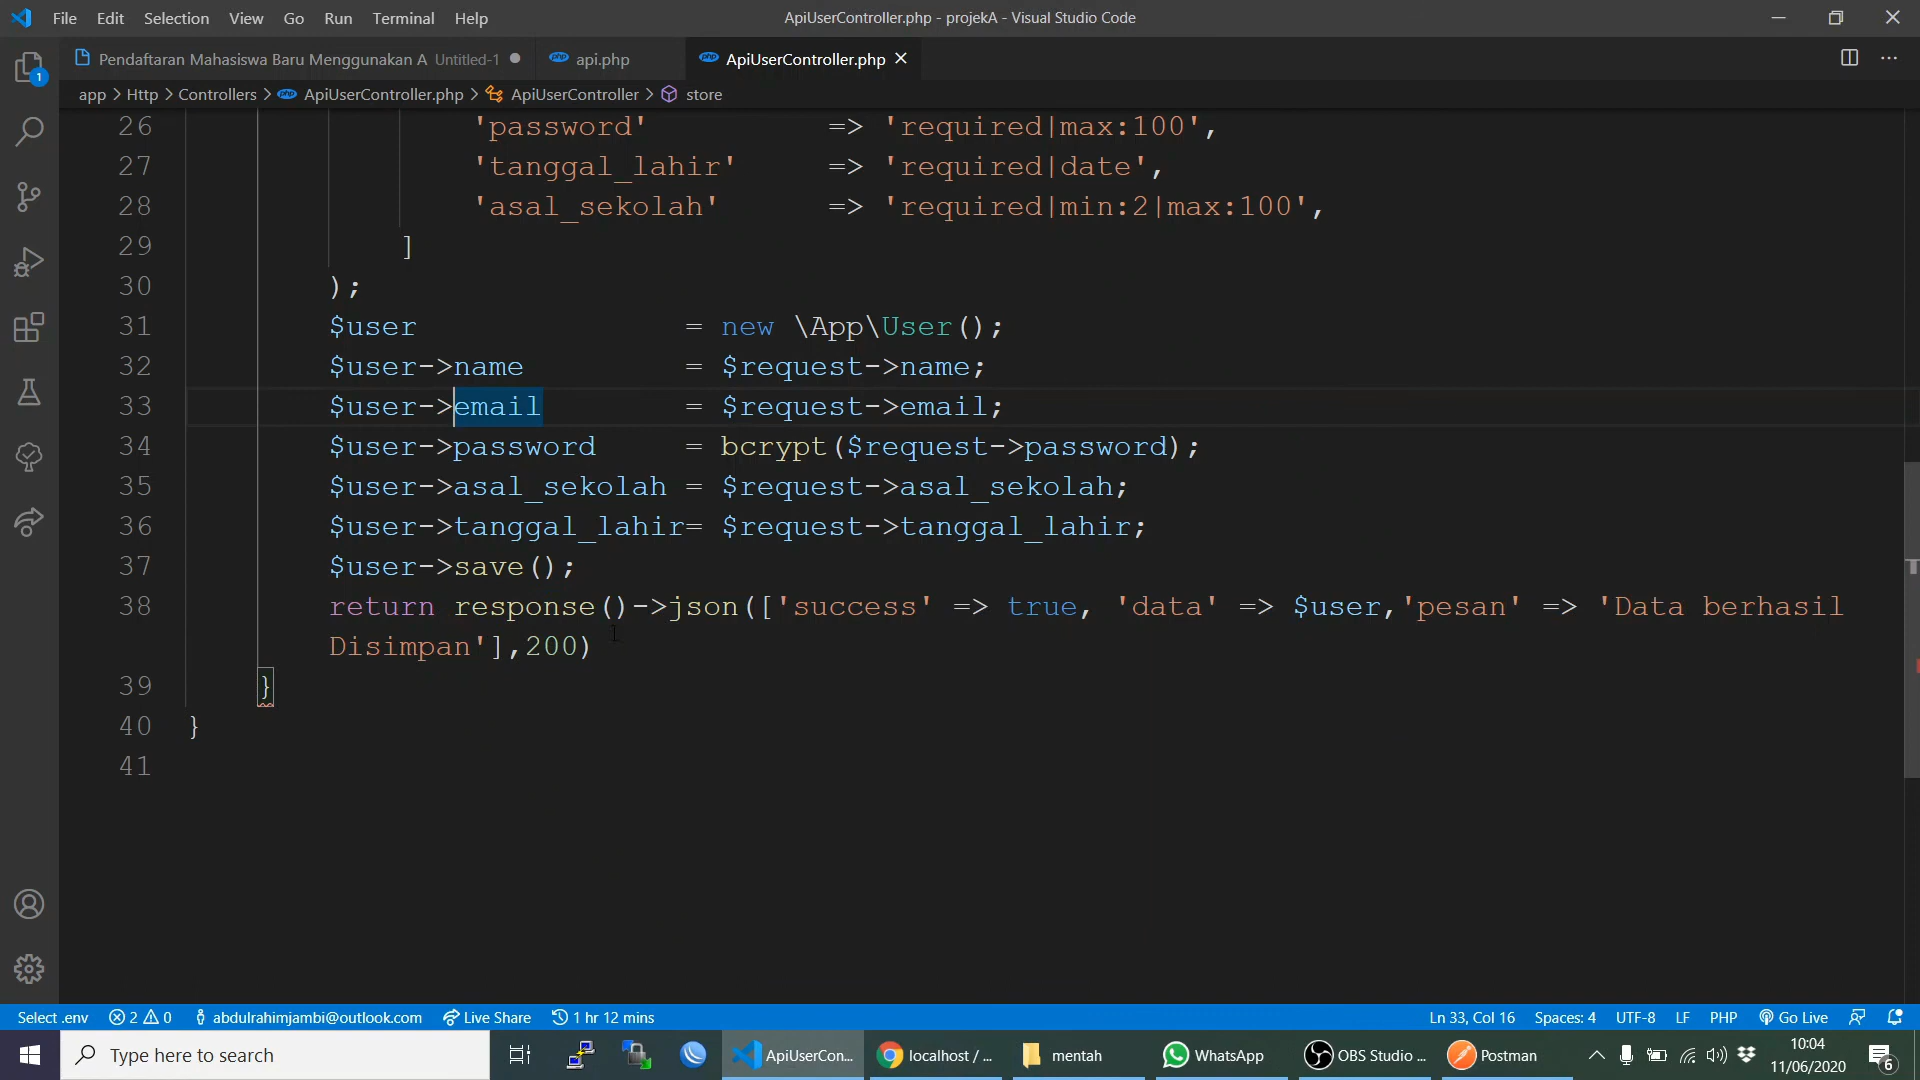 File Edit Selection View Go Run Terminal Help
ApiUserController.php - projekA - Visual Studio Code
Pendaftaran Mahasiswa Baru Menggunakan A Untitled-1
api.php
ApiUserController.php
app > Http > Controllers > ApiUserController.php > ApiUserController > store
1
26 'password' => 'required|max:100',
27 'tanggal_lahir' => 'required|date',
28 'asal_sekolah' => 'required|min:2|max:100',
29 ]
30 );
31 $user = new \App\User();
32 $user->name = $request->name;
33 $user->email = $request->email;
34 $user->password = bcrypt($request->password);
35 $user->asal_sekolah = $request->asal_sekolah;
36 $user->tanggal_lahir= $request->tanggal_lahir;
37 $user->save();
38 return response()->json(['success' => true, 'data' => $user,'pesan' => 'Data berhasil
Disimpan'],200)
39 }
40 }
41
Select .env 2 0 abdulrahimjambi@outlook.com Live Share 1 hr 12 mins
Ln 33, Col 16 Spaces: 4 UTF-8 LF PHP Go Live
Type here to search
ApiUserCon...
localhost / ...
mentah
WhatsApp
OBS Studio ...
Postman
10:04
11/06/2020
6